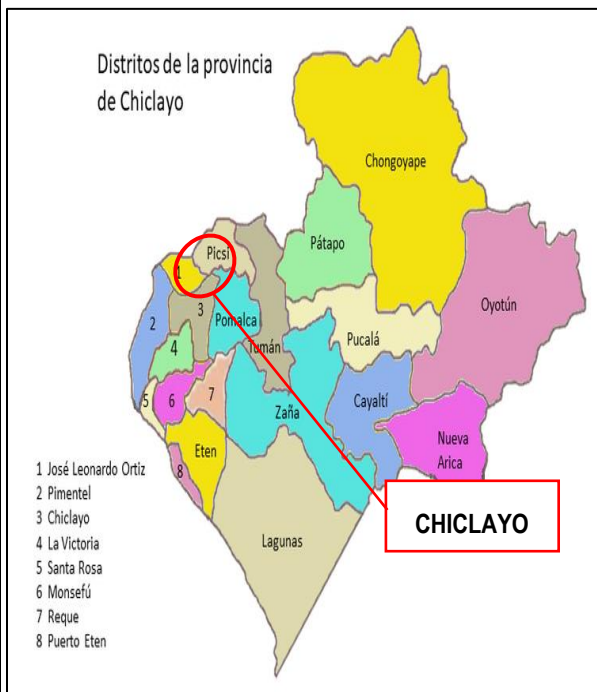 Distritos de la provincia
de Chiclayo
Chongoyape
Pátapo
Picsi
1
Oyotún
2
3
Pomalca
Tumán
Pucalá
4
5
6
7
Zaña
Cayaltí
Nueva
Arica
Eten
8
1 José Leonardo Ortiz
2 Pimentel
3 Chiclayo
4 La Victoria
5 Santa Rosa
6 Monsefú
7 Reque
8 Puerto Eten
Lagunas
CHICLAYO